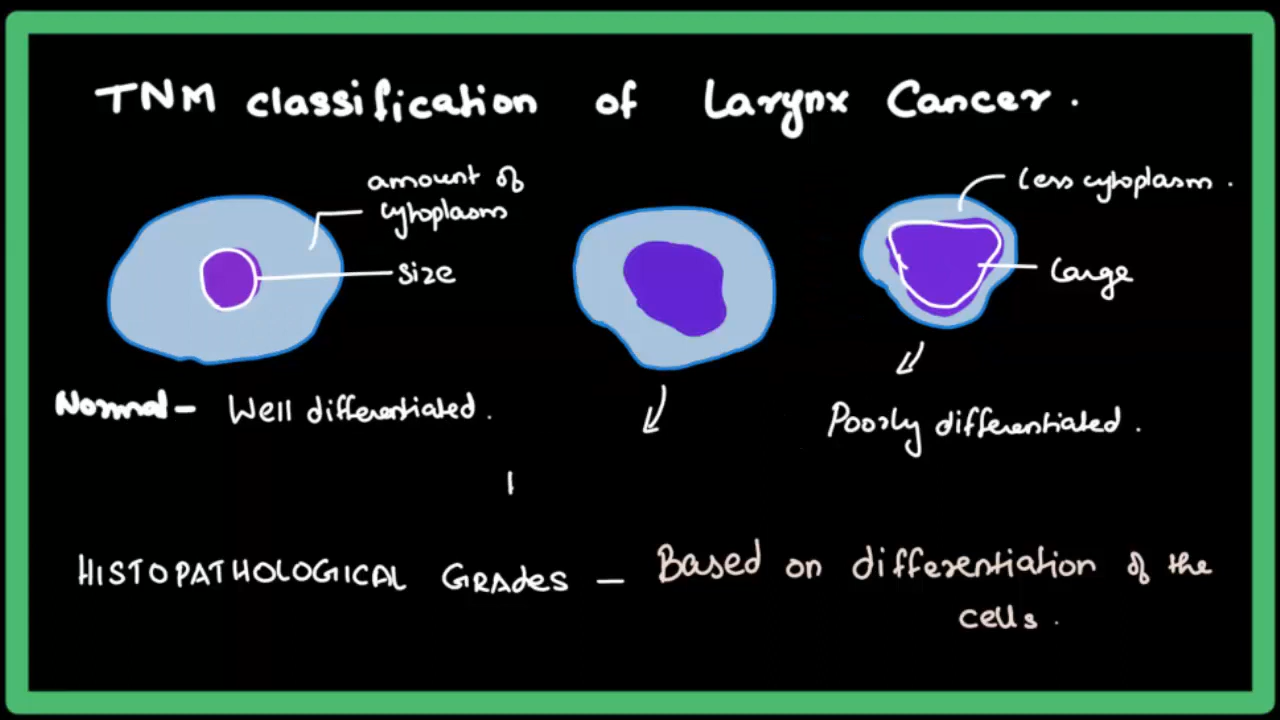 TNM classification of Larynx Cancer.
amount of
cytoplasm
size
less cytoplasm.
large
Normal - Well differentiated.
Poorly differentiated.
HISTOPATHOLOGICAL GRADES - Based on differentiation of the
cells.